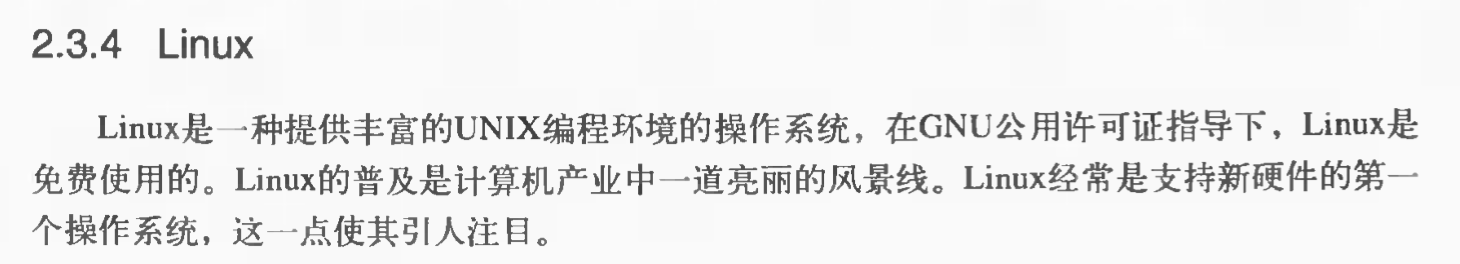 2.3.4 Linux
Linux是一种提供丰富的UNIX编程环境的操作系统，在GNU公用许可证指导下，Linux是
免费使用的。Linux的普及是计算机产业中一道亮丽的风景线。Linux经常是支持新硬件的第一
个操作系统，这一点使其引人注目。